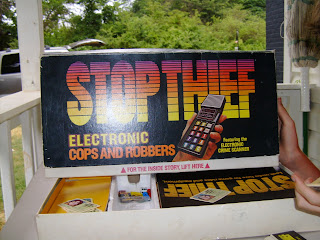 STOP THIEF
ELECTRONIC
COPS AND ROBBERS
Featuring the
ELECTRONIC
CRIME SCANNER
▲ FOR THE INSIDE STORY, LIFT HERE ▲
STOP THIEF